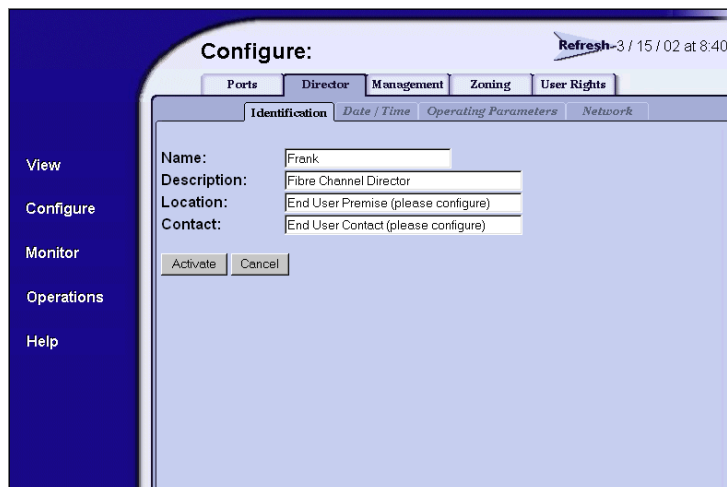 Configure:
Refresh-3 / 15 / 02 at 8:40
Ports Director Management Zoning User Rights
Identification Date / Time Operating Parameters Network
View
Configure
Monitor
Operations
Help
Name: Frank
Description: Fibre Channel Director
Location: End User Premise (please configure)
Contact: End User Contact (please configure)
Activate Cancel